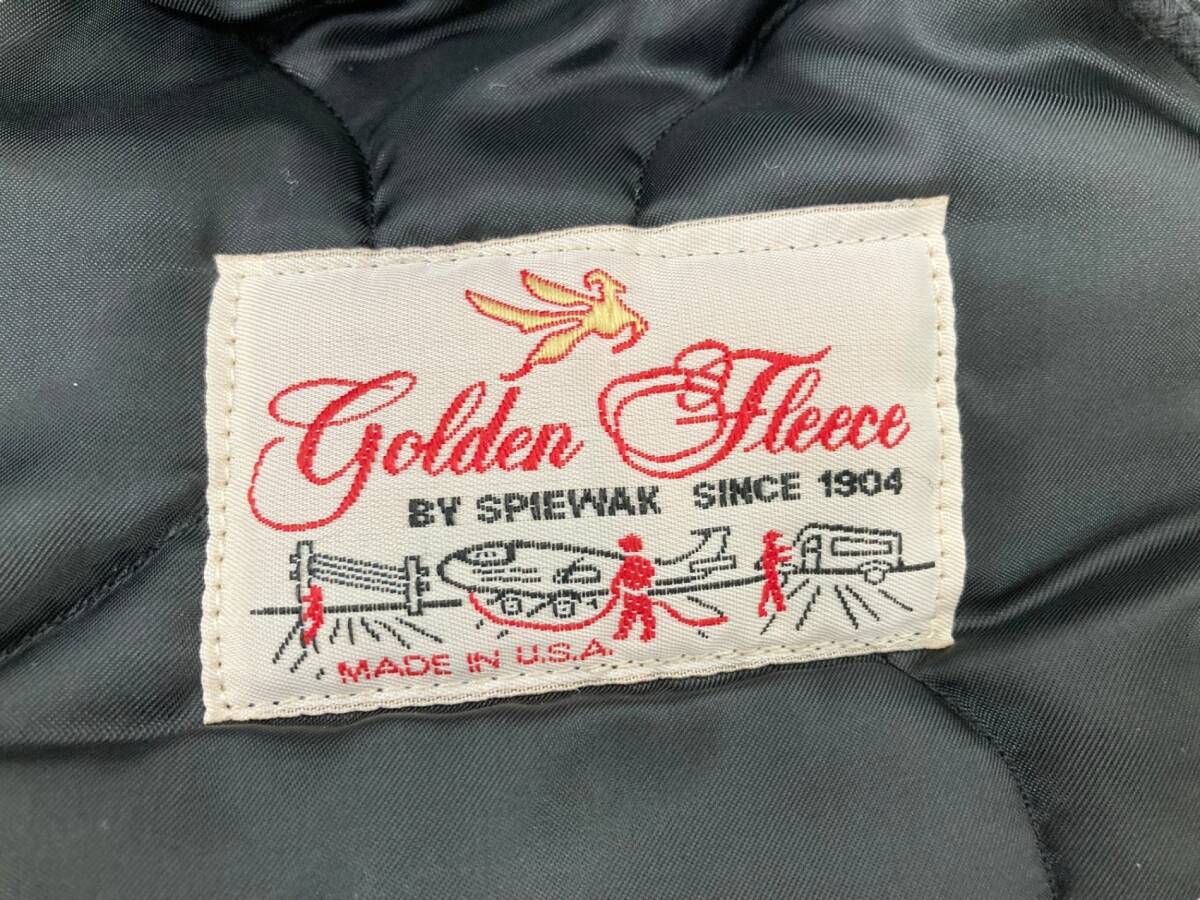 Golden Fleece
BY SPIEWAK SINCE 1904
MADE IN U.S.A.